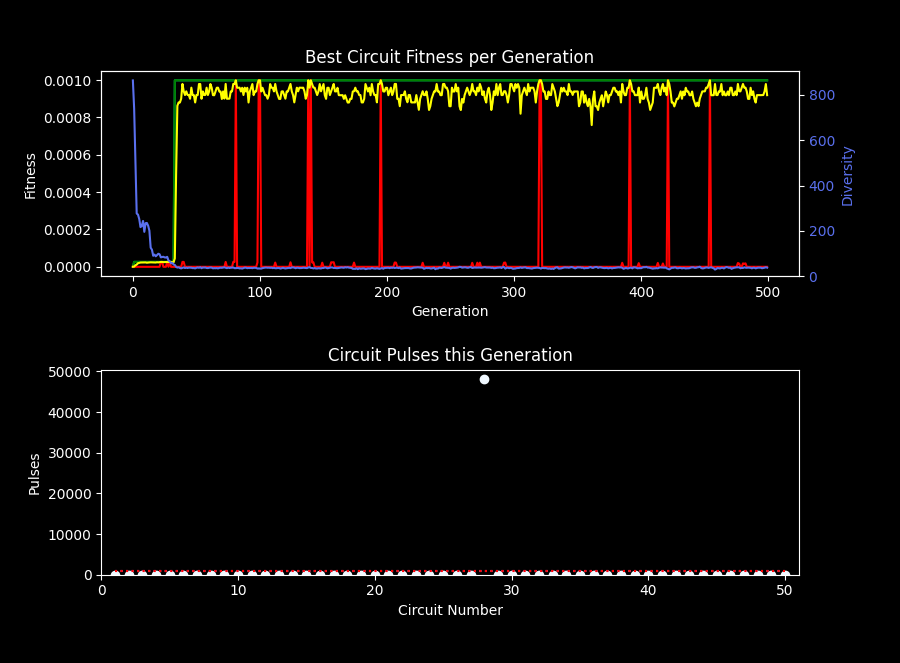 Best Circuit Fitness per Generation
0.0010
0.0008
0.0006
0.0004
0.0002
0.0000
Fitness
800
600
400
200
0
Diversity
0 100 200 300 400 500
Generation
Circuit Pulses this Generation
50000
40000
30000
20000
10000
0
Pulses
0 10 20 30 40 50
Circuit Number